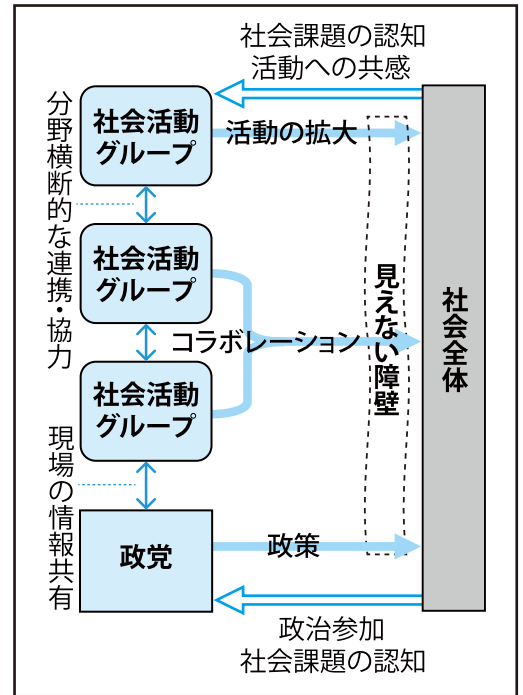 社会課題の認知
活動への共感
社会活動
グループ
活動の拡大
分野横断的な連携・協力
社会活動
グループ
コラボレーション
見えない障壁
社会全体
社会活動
グループ
現場の情報共有
政党
政策
政治参加
社会課題の認知